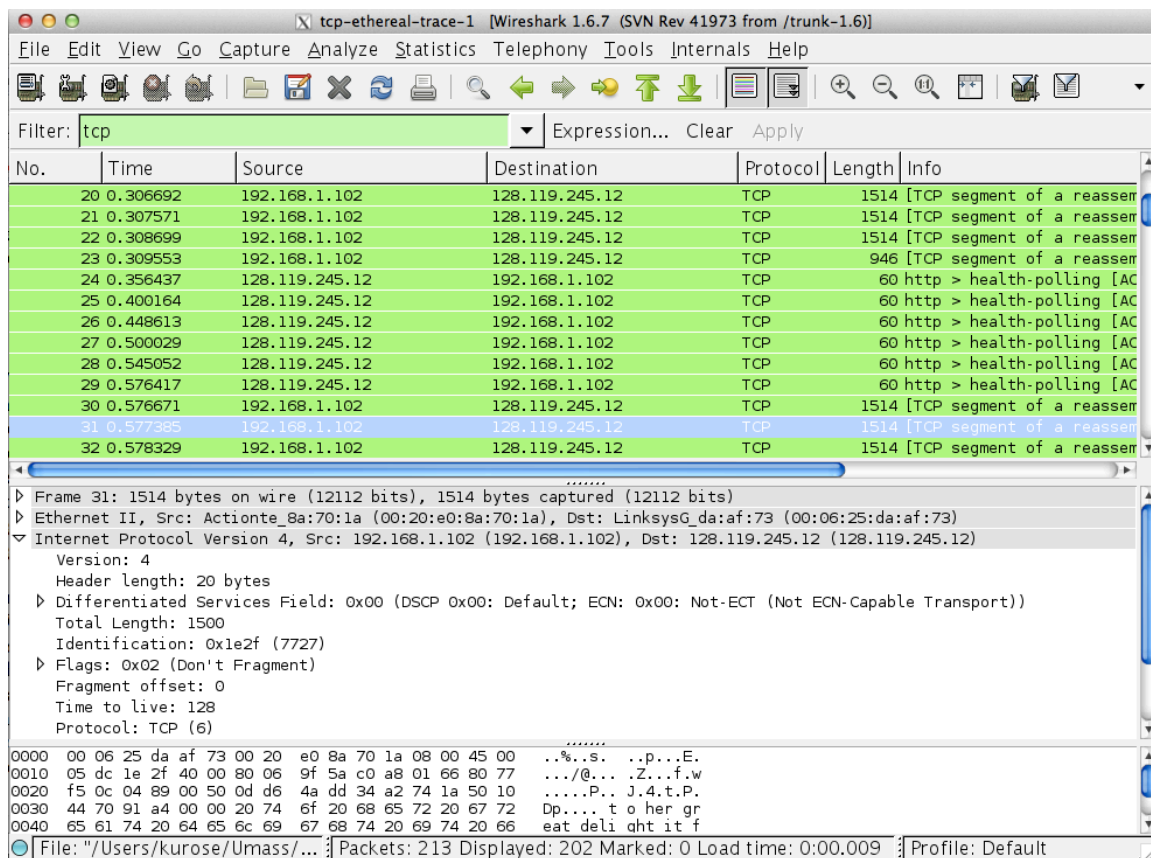 tcp-ethereal-trace-1 [Wireshark 1.6.7 (SVN Rev 41973 from /trunk-1.6)]
File Edit View Go Capture Analyze Statistics Telephony Tools Internals Help
Filter: tcp Expression... Clear Apply
No. Time Source Destination Protocol Length Info
20 0.306692 192.168.1.102 128.119.245.12 TCP 1514 [TCP segment of a reassem
21 0.307571 192.168.1.102 128.119.245.12 TCP 1514 [TCP segment of a reassem
22 0.308699 192.168.1.102 128.119.245.12 TCP 1514 [TCP segment of a reassem
23 0.309553 192.168.1.102 128.119.245.12 TCP 946 [TCP segment of a reassem
24 0.356437 128.119.245.12 192.168.1.102 TCP 60 http > health-polling [AC
25 0.400164 128.119.245.12 192.168.1.102 TCP 60 http > health-polling [AC
26 0.448613 128.119.245.12 192.168.1.102 TCP 60 http > health-polling [AC
27 0.500029 128.119.245.12 192.168.1.102 TCP 60 http > health-polling [AC
28 0.545052 128.119.245.12 192.168.1.102 TCP 60 http > health-polling [AC
29 0.576417 128.119.245.12 192.168.1.102 TCP 60 http > health-polling [AC
30 0.576671 192.168.1.102 128.119.245.12 TCP 1514 [TCP segment of a reassem
31 0.577385 192.168.1.102 128.119.245.12 TCP 1514 [TCP segment of a reassem
32 0.578329 192.168.1.102 128.119.245.12 TCP 1514 [TCP segment of a reassem
Frame 31: 1514 bytes on wire (12112 bits), 1514 bytes captured (12112 bits)
Ethernet II, Src: Actionte_8a:70:1a (00:20:e0:8a:70:1a), Dst: LinksysG_da:af:73 (00:06:25:da:af:73)
Internet Protocol Version 4, Src: 192.168.1.102 (192.168.1.102), Dst: 128.119.245.12 (128.119.245.12)
Version: 4
Header length: 20 bytes
Differentiated Services Field: 0x00 (DSCP 0x00: Default; ECN: 0x00: Not-ECT (Not ECN-Capable Transport))
Total Length: 1500
Identification: 0x1e2f (7727)
Flags: 0x02 (Don't Fragment)
Fragment offset: 0
Time to live: 128
Protocol: TCP (6)
0000 00 06 25 da af 73 00 20 e0 8a 70 1a 08 00 45 00 ..%..s. ..p...E.
0010 05 dc 1e 2f 40 00 80 06 9f 5a c0 a8 01 66 80 77 .../@... .Z...f.w
0020 f5 0c 04 89 00 50 0d d6 4a dd 34 a2 74 1a 50 10 .....P.. J.4.t.P.
0030 44 70 91 a4 00 00 20 74 6f 20 68 65 72 20 67 72 Dp.... t o her gr
0040 65 61 74 20 64 65 6c 69 67 68 74 20 69 74 20 66 eat deli ght it f
File: "/Users/kurose/Umass/... Packets: 213 Displayed: 202 Marked: 0 Load time: 0:00.009 Profile: Default